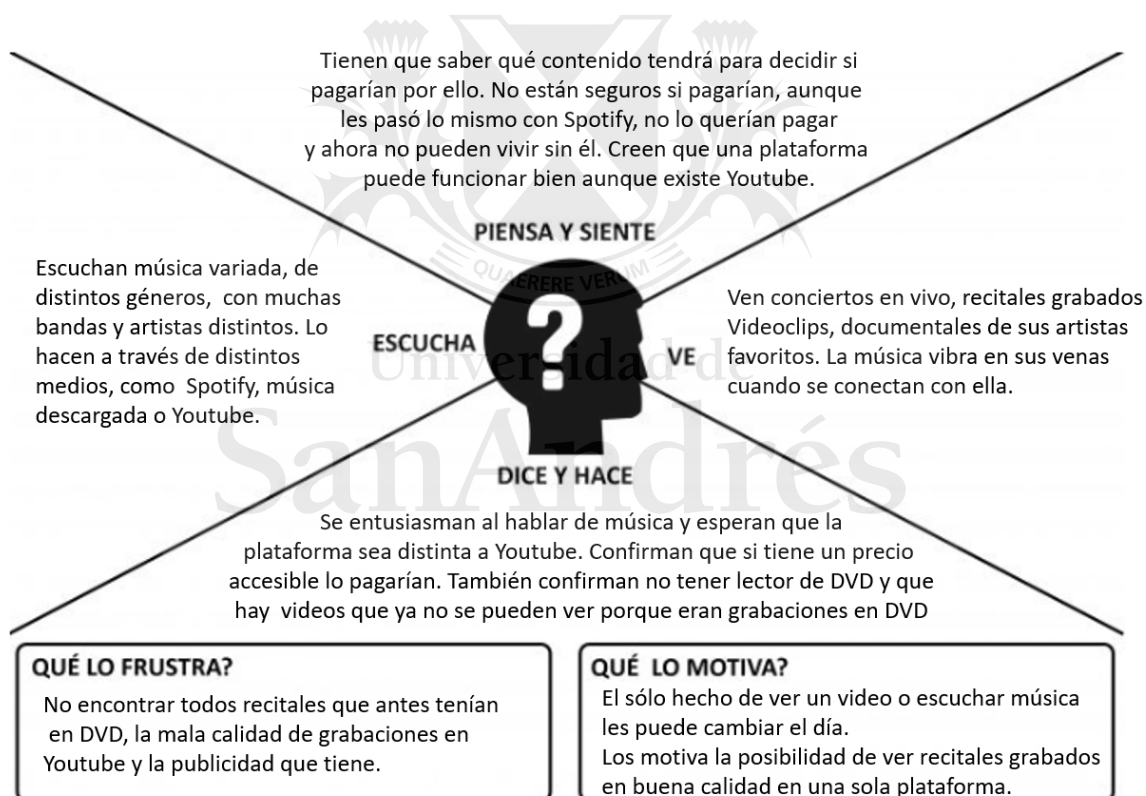 Tienen que saber qué contenido tendrá para decidir si
pagarían por ello. No están seguros si pagarían, aunque
les pasó lo mismo con Spotify, no lo querían pagar
y ahora no pueden vivir sin él. Creen que una plataforma
puede funcionar bien aunque existe Youtube.
PIENSA Y SIENTE
QUAERERE VERUM
Escuchan música variada, de
distintos géneros, con muchas
bandas y artistas distintos. Lo
hacen a través de distintos
medios, como Spotify, música
descargada o Youtube.
ESCUCHA
?
VE
Ven conciertos en vivo, recitales grabados
Videoclips, documentales de sus artistas
favoritos. La música vibra en sus venas
cuando se conectan con ella.
Universidad de
SanAndrés
DICE Y HACE
Se entusiasman al hablar de música y esperan que la
plataforma sea distinta a Youtube. Confirman que si tiene un precio
accesible lo pagarían. También confirman no tener lector de DVD y que
hay videos que ya no se pueden ver porque eran grabaciones en DVD
QUÉ LO FRUSTRA?
No encontrar todos recitales que antes tenían
en DVD, la mala calidad de grabaciones en
Youtube y la publicidad que tiene.
QUÉ LO MOTIVA?
El sólo hecho de ver un video o escuchar música
les puede cambiar el día.
Los motiva la posibilidad de ver recitales grabados
en buena calidad en una sola plataforma.